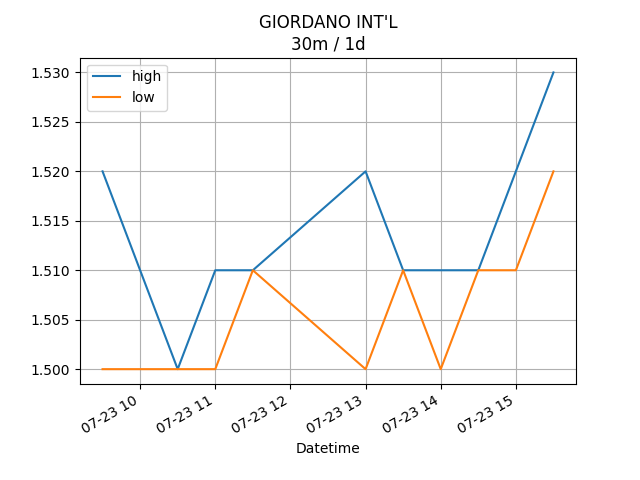 GIORDANO INT'L
30m / 1d
high
low
1.530
1.525
1.520
1.515
1.510
1.505
1.500
07-23 10
07-23 11
07-23 12
07-23 13
07-23 14
07-23 15
Datetime